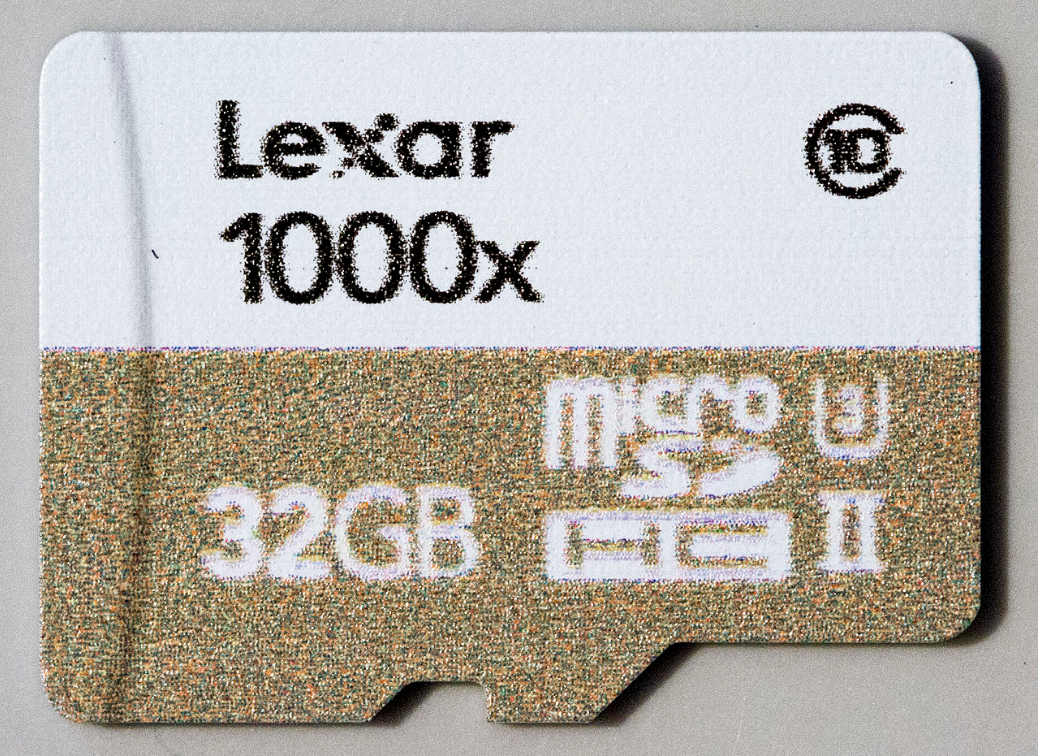 Lexar
10
1000x
micro
SD
HC
U3
32GB
II